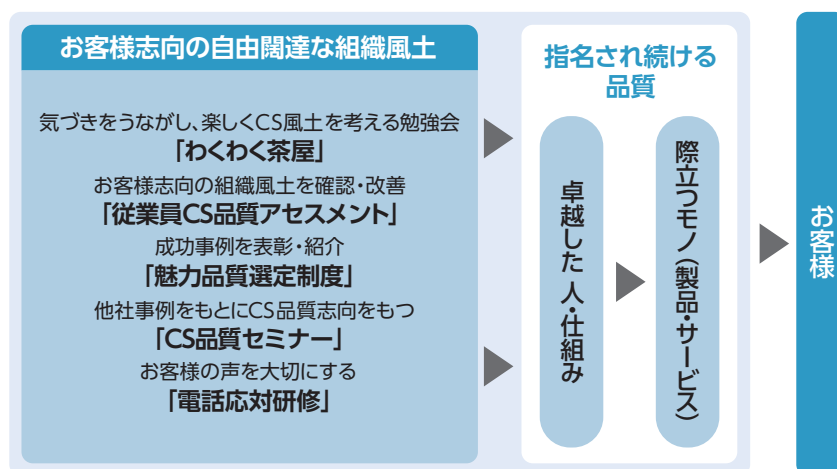 お客様志向の自由闊達な組織風土
気づきをうながし、楽しくCS風土を考える勉強会
「わくわく茶屋」
お客様志向の組織風土を確認・改善
「従業員CS品質アセスメント」
成功事例を表彰・紹介
「魅力品質選定制度」
他社事例をもとにCS品質志向をもつ
「CS品質セミナー」
お客様の声を大切にする
「電話応対研修」
指名され続ける
品質
卓越した 人・仕組み
際立つモノ(製品・サービス)
お客様